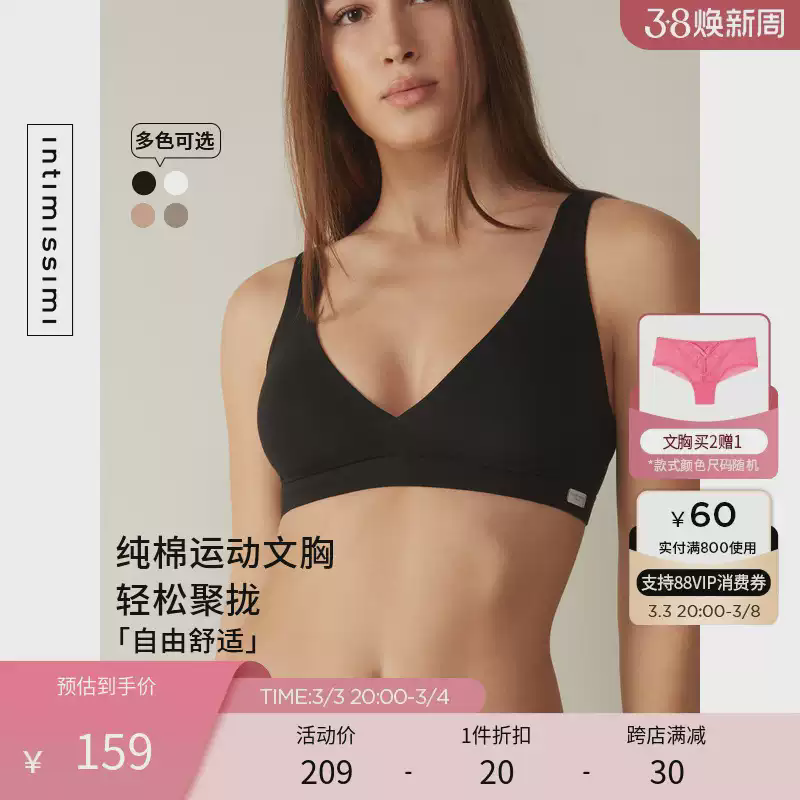 3·8焕新周
intimissimi
多色可选
文胸买2赠1
*款式颜色尺码随机
¥60
实付满800使用
支持88VIP消费券
3.3 20:00-3/8
纯棉运动文胸
轻松聚拢
「自由舒适」
预估到手价
¥ 159
TIME:3/3 20:00-3/4
活动价 1件折扣 跨店满减
209 - 20 - 30